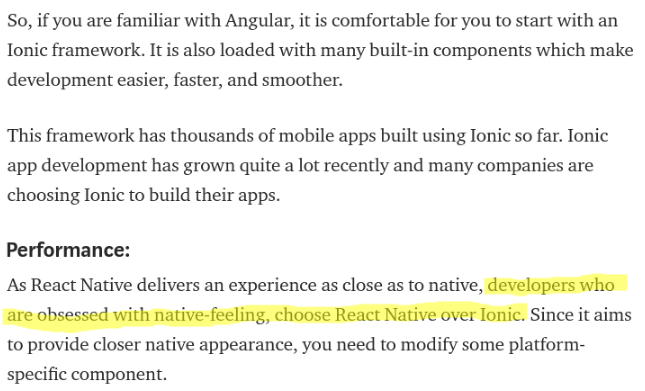 So, if you are familiar with Angular, it is comfortable for you to start with an
Ionic framework. It is also loaded with many built-in components which make
development easier, faster, and smoother.
This framework has thousands of mobile apps built using Ionic so far. Ionic
app development has grown quite a lot recently and many companies are
choosing Ionic to build their apps.
Performance:
As React Native delivers an experience as close as to native, developers who
are obsessed with native-feeling, choose React Native over Ionic. Since it aims
to provide closer native appearance, you need to modify some platform-
specific component.